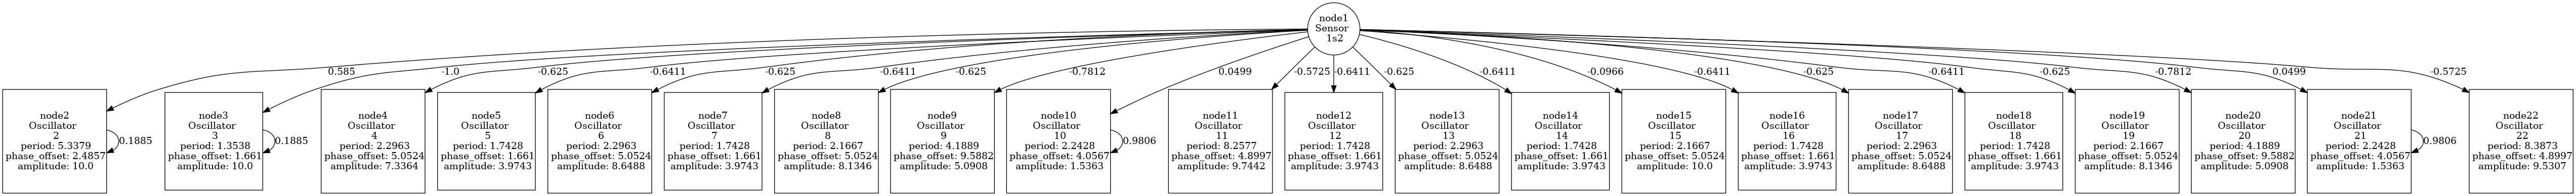 node1
Sensor
1s2
0.585
-1.0
-0.625
-0.6411
-0.625
-0.6411
-0.625
-0.7812
0.0499
-0.5725
-0.6411
-0.625
-0.6411
-0.0966
-0.6411
-0.625
-0.6411
-0.625
-0.7812
0.0499
-0.5725
node2
Oscillator
2
period: 5.3379
phase_offset: 2.4857
amplitude: 10.0
0.1885
node3
Oscillator
3
period: 1.3538
phase_offset: 1.661
amplitude: 10.0
0.1885
node4
Oscillator
4
period: 2.2963
phase_offset: 5.0524
amplitude: 7.3364
node5
Oscillator
5
period: 1.7428
phase_offset: 1.661
amplitude: 3.9743
node6
Oscillator
6
period: 2.2963
phase_offset: 5.0524
amplitude: 8.6488
node7
Oscillator
7
period: 1.7428
phase_offset: 1.661
amplitude: 3.9743
node8
Oscillator
8
period: 2.1667
phase_offset: 5.0524
amplitude: 8.1346
node9
Oscillator
9
period: 4.1889
phase_offset: 9.5882
amplitude: 5.0908
node10
Oscillator
10
period: 2.2428
phase_offset: 4.0567
amplitude: 1.5363
0.9806
node11
Oscillator
11
period: 8.2577
phase_offset: 4.8997
amplitude: 9.7442
node12
Oscillator
12
period: 1.7428
phase_offset: 1.661
amplitude: 3.9743
node13
Oscillator
13
period: 2.2963
phase_offset: 5.0524
amplitude: 8.6488
node14
Oscillator
14
period: 1.7428
phase_offset: 1.661
amplitude: 3.9743
node15
Oscillator
15
period: 2.1667
phase_offset: 5.0524
amplitude: 10.0
node16
Oscillator
16
period: 1.7428
phase_offset: 1.661
amplitude: 3.9743
node17
Oscillator
17
period: 2.2963
phase_offset: 5.0524
amplitude: 8.6488
node18
Oscillator
18
period: 1.7428
phase_offset: 1.661
amplitude: 3.9743
node19
Oscillator
19
period: 2.1667
phase_offset: 5.0524
amplitude: 8.1346
node20
Oscillator
20
period: 4.1889
phase_offset: 9.5882
amplitude: 5.0908
node21
Oscillator
21
period: 2.2428
phase_offset: 4.0567
amplitude: 1.5363
0.9806
node22
Oscillator
22
period: 8.3873
phase_offset: 4.8997
amplitude: 9.5307